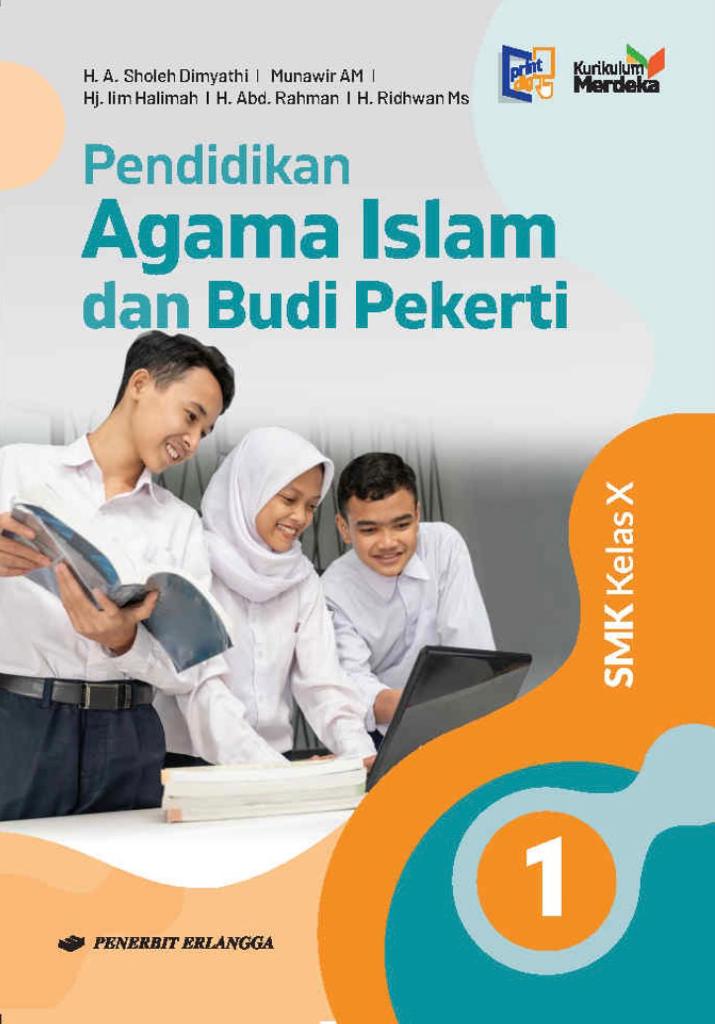 H. A. Sholeh Dimyathi | Munawir AM |
Hj. Iim Halimah | H. Abd. Rahman | H. Ridhwan Ms
print
Kurikulum
Merdeka
Pendidikan
Agama Islam
dan Budi Pekerti
SMK Kelas X
1
PENERBIT ERLANGGA